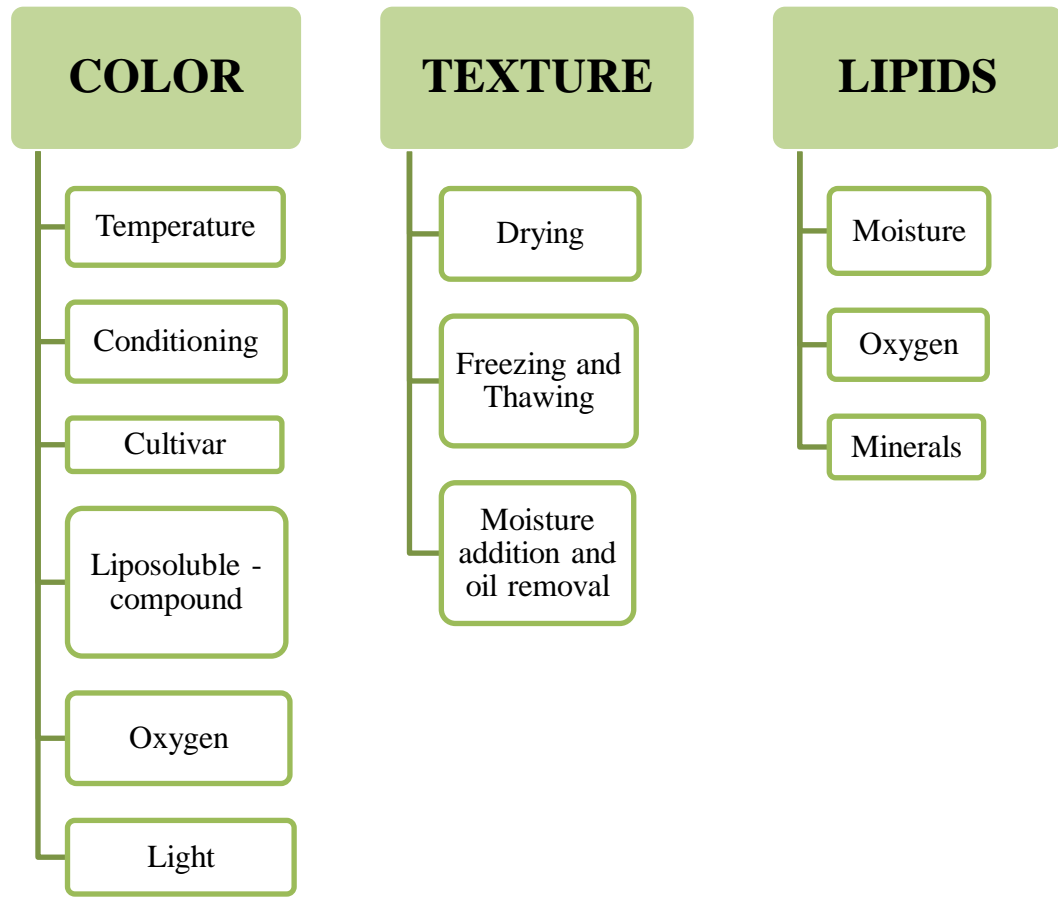 COLOR
Temperature
Conditioning
Cultivar
Liposoluble -
compound
Oxygen
Light
TEXTURE
Drying
Freezing and
Thawing
Moisture
addition and
oil removal
LIPIDS
Moisture
Oxygen
Minerals